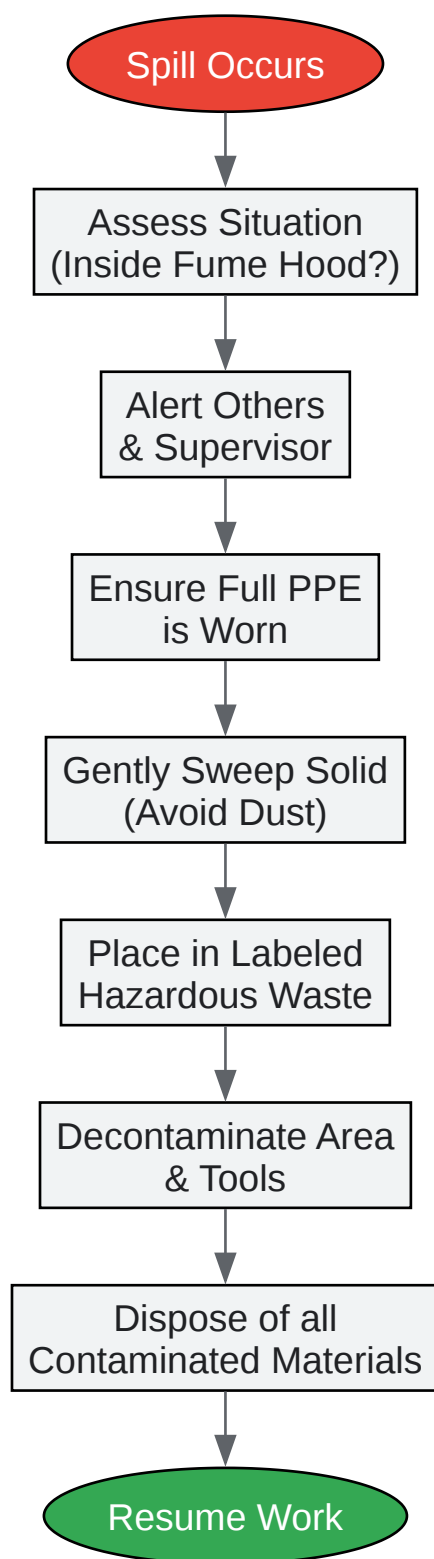 Spill Occurs
Assess Situation
(Inside Fume Hood?)
Alert Others
& Supervisor
Ensure Full PPE
is Worn
Gently Sweep Solid
(Avoid Dust)
Place in Labeled
Hazardous Waste
Decontaminate Area
& Tools
Dispose of all
Contaminated Materials
Resume Work